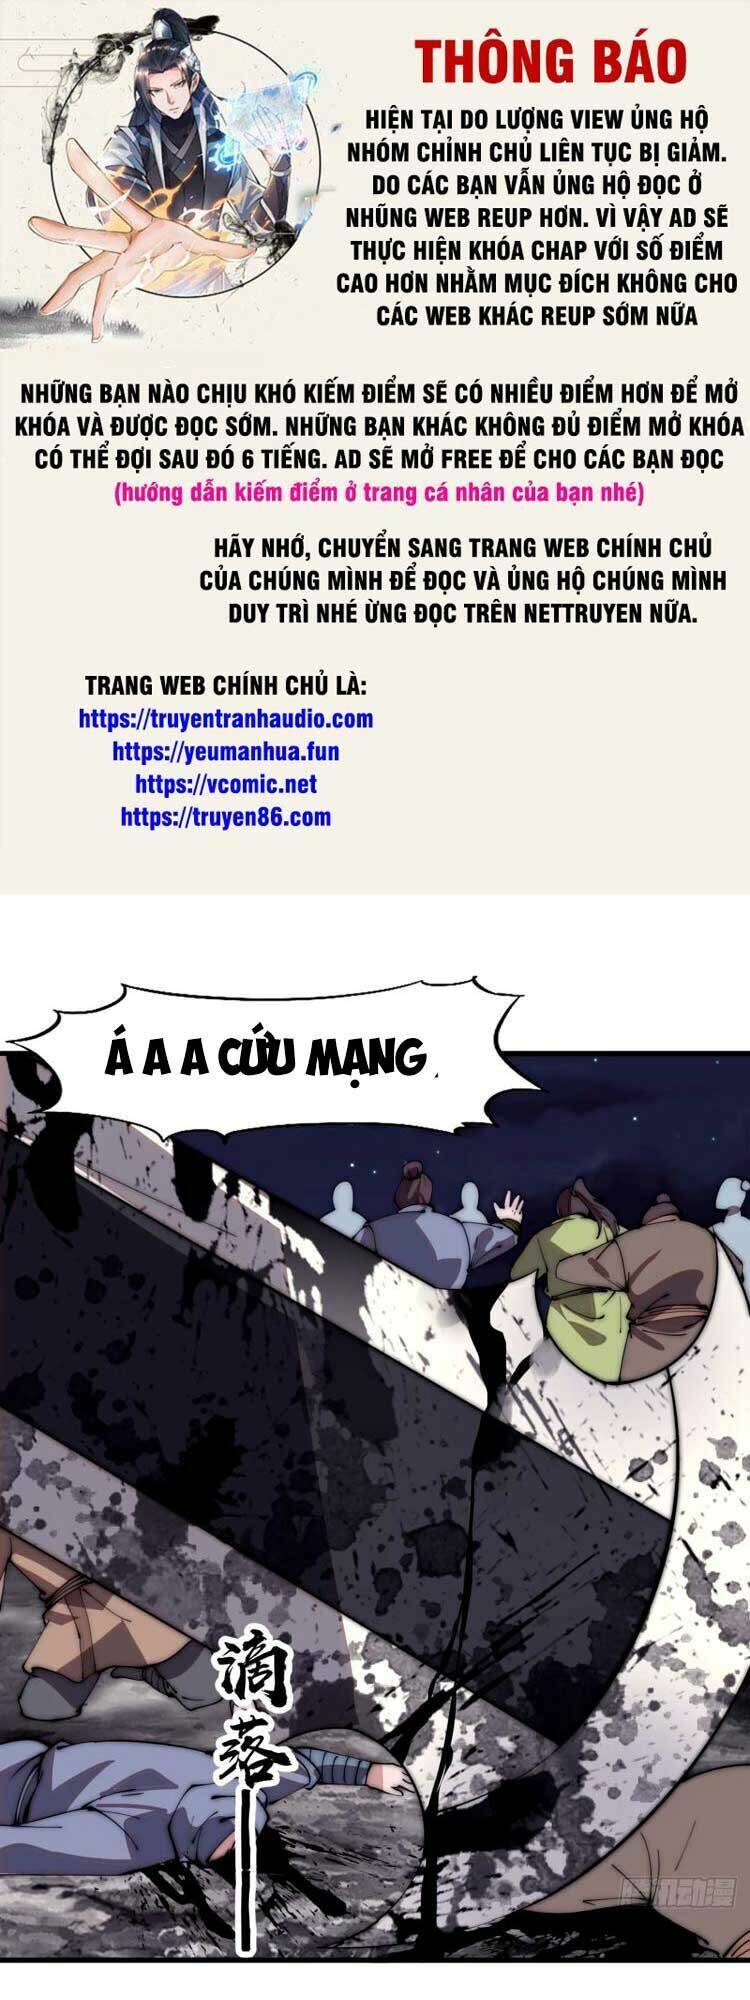 THÔNG BÁO
HIỆN TẠI DO LƯỢNG VIEW ỦNG HỘ
NHÓM CHỈNH CHỦ LIÊN TỤC BỊ GIẢM.
DO CÁC BẠN VẪN ỦNG HỘ ĐỌC Ở
NHŨNG WEB REUP HƠN. VÌ VẬY AD SẼ
THỰC HIỆN KHÓA CHAP VỚI SỐ ĐIỂM
CAO HƠN NHẰM MỤC ĐÍCH KHÔNG CHO
CÁC WEB KHÁC REUP SỚM NỮA
NHỮNG BẠN NÀO CHỊU KHÓ KIẾM ĐIỂM SẼ CÓ NHIỀU ĐIỂM HƠN ĐỂ MỞ
KHÓA VÀ ĐƯỢC ĐỌC SỚM. NHỮNG BẠN KHÁC KHÔNG ĐỦ ĐIỂM MỞ KHÓA
CÓ THỂ ĐỢI SAU ĐÓ 6 TIẾNG. AD SẼ MỞ FREE ĐỂ CHO CÁC BẠN ĐỌC
(hướng dẫn kiếm điểm ở trang cá nhân của bạn nhé)
HÃY NHỚ, CHUYỂN SANG TRANG WEB CHÍNH CHỦ
CỦA CHÚNG MÌNH ĐỂ ĐỌC VÀ ỦNG HỘ CHÚNG MÌNH
DUY TRÌ NHÉ ỪNG ĐỌC TRÊN NETTRUYEN NỮA.
TRANG WEB CHÍNH CHỦ LÀ:
https://truyentranhaudio.com
https://yeumanhua.fun
https://vcomic.net
https://truyen86.com
Á A A CỨU MẠNG
滴落——
腾讯动漫